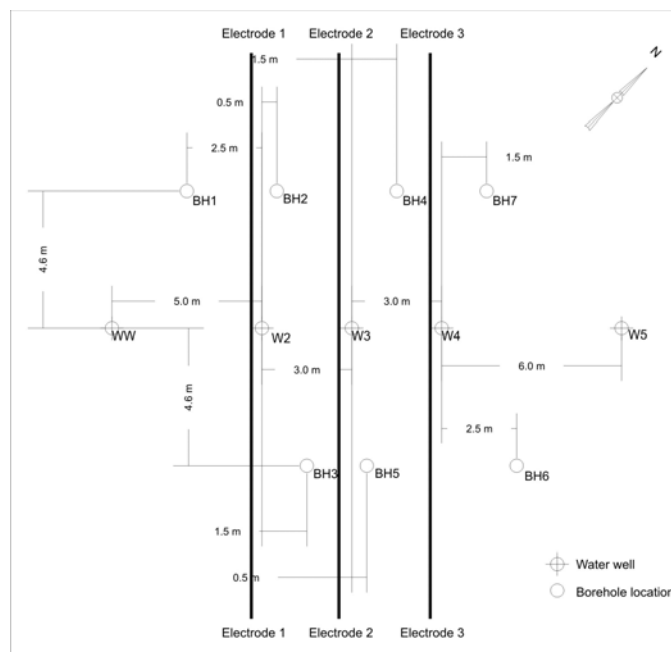 Electrode 1 Electrode 2 Electrode 3
N
1.5 m
0.5 m
2.5 m
1.5 m
BH1 BH2 BH4 BH7
4.6 m
5.0 m
3.0 m
WW W2 W3 W4 W5
3.0 m
6.0 m
4.6 m
2.5 m
BH3 BH5 BH6
1.5 m
0.5 m
Water well
Borehole location
Electrode 1 Electrode 2 Electrode 3